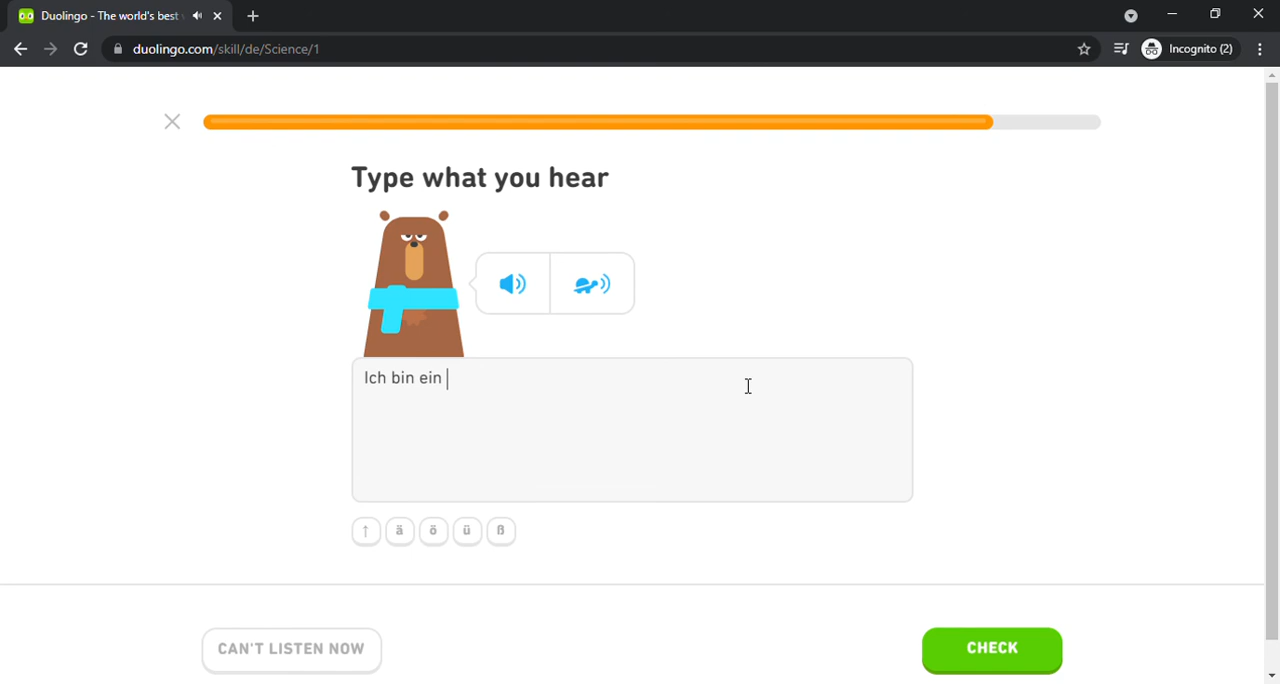 Duolingo - The world's best
duolingo.com/skill/de/Science/1
Incognito (2)
Type what you hear
Ich bin ein
↑ ä ö ü ß
CAN'T LISTEN NOW
CHECK